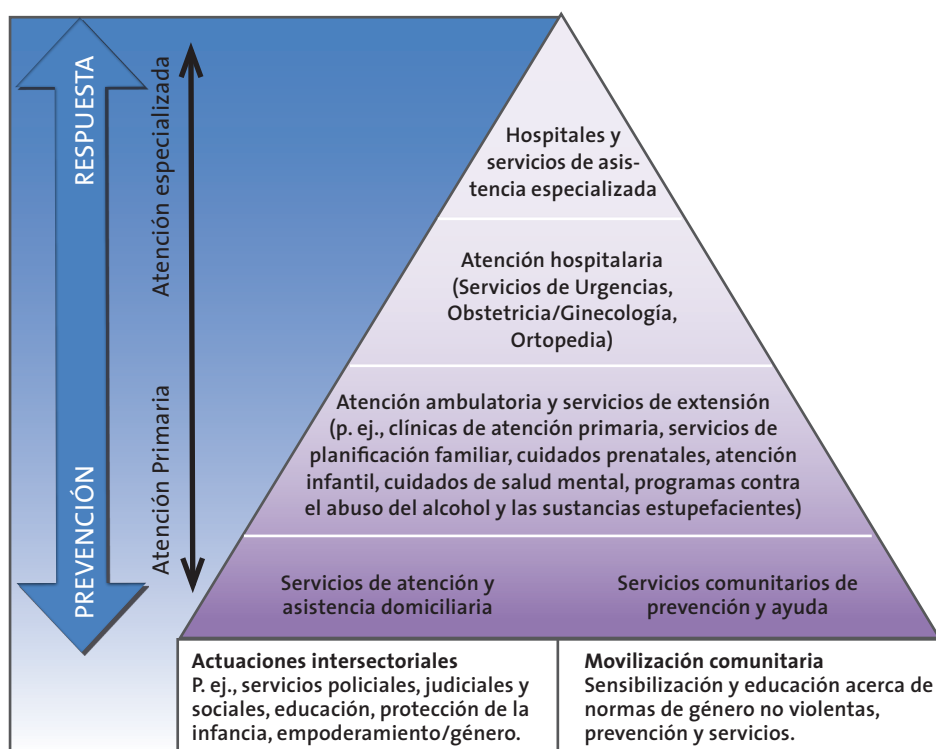 RESPUESTA
PREVENCIÓN
Atención especializada
Atención Primaria
Hospitales y
servicios de asis-
tencia especializada
Atención hospitalaria
(Servicios de Urgencias,
Obstetricia/Ginecología,
Ortopedia)
Atención ambulatoria y servicios de extensión
(p. ej., clínicas de atención primaria, servicios de
planificación familiar, cuidados prenatales, atención
infantil, cuidados de salud mental, programas contra
el abuso del alcohol y las sustancias estupefacientes)
Servicios de atención y
asistencia domiciliaria
Servicios comunitarios de
prevención y ayuda
Actuaciones intersectoriales
P. ej., servicios policiales, judiciales y
sociales, educación, protección de la
infancia, empoderamiento/género.
Movilización comunitaria
Sensibilización y educación acerca de
normas de género no violentas,
prevención y servicios.